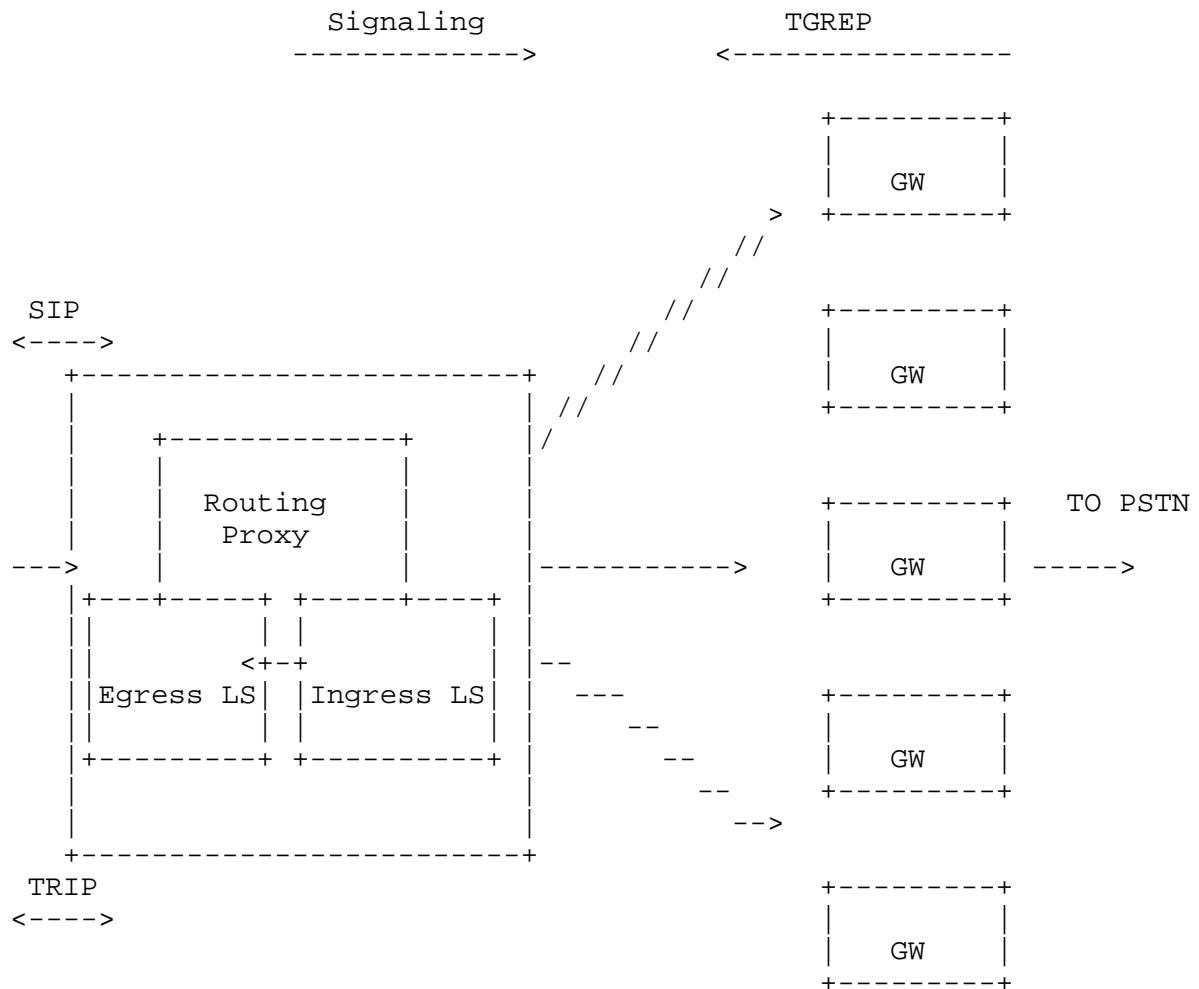 Signaling TGREP
GW
SIP
GW
Routing TO PSTN
Proxy
GW
Egress LS Ingress LS
GW
TRIP
GW